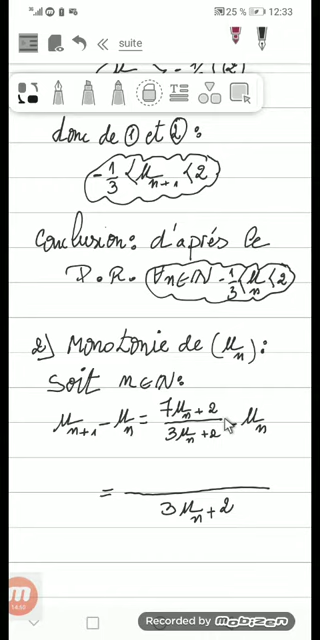 25 % 12:33
suite
donc de ① et ② :
-1/3 < u_{n+1} < 2
Conclusion : d'après le
P.R. ∀n∈ℕ -1/3 < u_n < 2
2) Monotonie de (u_n) :
Soit n∈ℕ :
u_{n+1} - u_n = (7u_n + 2)/(3u_n + 2) - u_n
= ——— / (3u_n + 2)
14:50
Recorded by Mobizen